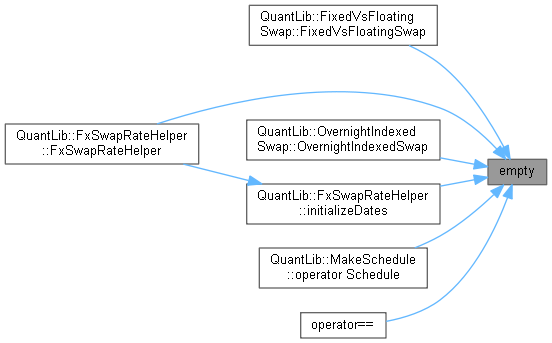 QuantLib::FixedVsFloating
Swap::FixedVsFloatingSwap
QuantLib::FxSwapRateHelper
::FxSwapRateHelper
QuantLib::OvernightIndexed
Swap::OvernightIndexedSwap
empty
QuantLib::FxSwapRateHelper
::initializeDates
QuantLib::MakeSchedule
::operator Schedule
operator==